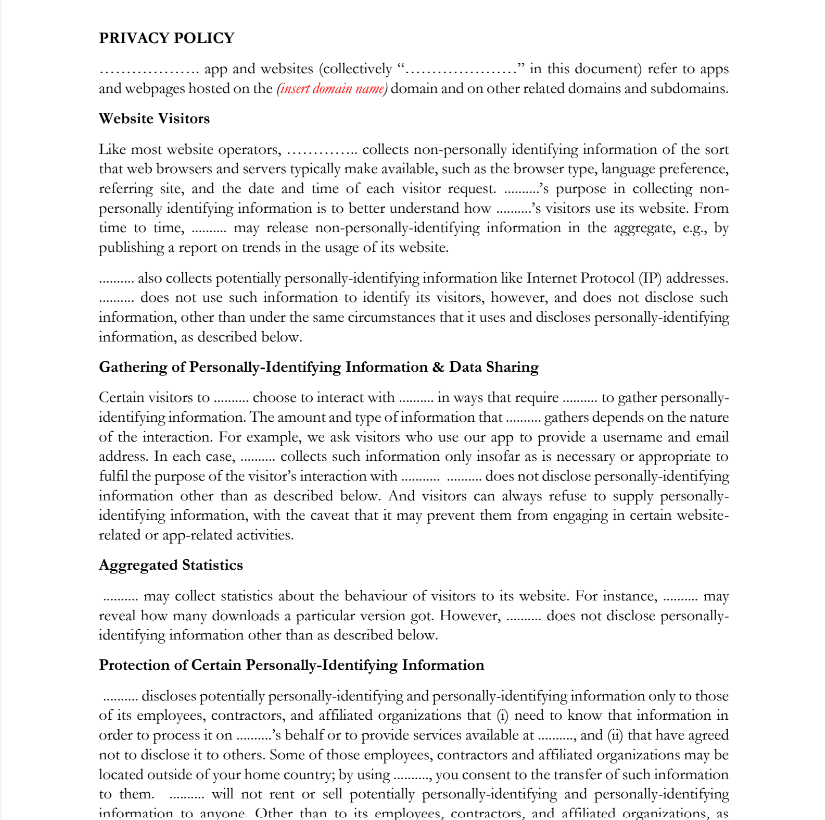 PRIVACY POLICY
……………….. app and websites (collectively “…………………” in this document) refer to apps
and webpages hosted on the (insert domain name) domain and on other related domains and subdomains.
Website Visitors
Like most website operators, ………….. collects non-personally identifying information of the sort
that web browsers and servers typically make available, such as the browser type, language preference,
referring site, and the date and time of each visitor request. ..........’s purpose in collecting non-
personally identifying information is to better understand how ..........’s visitors use its website. From
time to time, .......... may release non-personally-identifying information in the aggregate, e.g., by
publishing a report on trends in the usage of its website.
.......... also collects potentially personally-identifying information like Internet Protocol (IP) addresses.
.......... does not use such information to identify its visitors, however, and does not disclose such
information, other than under the same circumstances that it uses and discloses personally-identifying
information, as described below.
Gathering of Personally-Identifying Information & Data Sharing
Certain visitors to .......... choose to interact with .......... in ways that require .......... to gather personally-
identifying information. The amount and type of information that .......... gathers depends on the nature
of the interaction. For example, we ask visitors who use our app to provide a username and email
address. In each case, .......... collects such information only insofar as is necessary or appropriate to
fulfil the purpose of the visitor’s interaction with ........... .......... does not disclose personally-identifying
information other than as described below. And visitors can always refuse to supply personally-
identifying information, with the caveat that it may prevent them from engaging in certain website-
related or app-related activities.
Aggregated Statistics
.......... may collect statistics about the behaviour of visitors to its website. For instance, .......... may
reveal how many downloads a particular version got. However, .......... does not disclose personally-
identifying information other than as described below.
Protection of Certain Personally-Identifying Information
.......... discloses potentially personally-identifying and personally-identifying information only to those
of its employees, contractors, and affiliated organizations that (i) need to know that information in
order to process it on ..........’s behalf or to provide services available at .........., and (ii) that have agreed
not to disclose it to others. Some of those employees, contractors and affiliated organizations may be
located outside of your home country; by using .........., you consent to the transfer of such information
to them. .......... will not rent or sell potentially personally-identifying and personally-identifying
information to anyone. Other than to its employees, contractors, and affiliated organizations, as